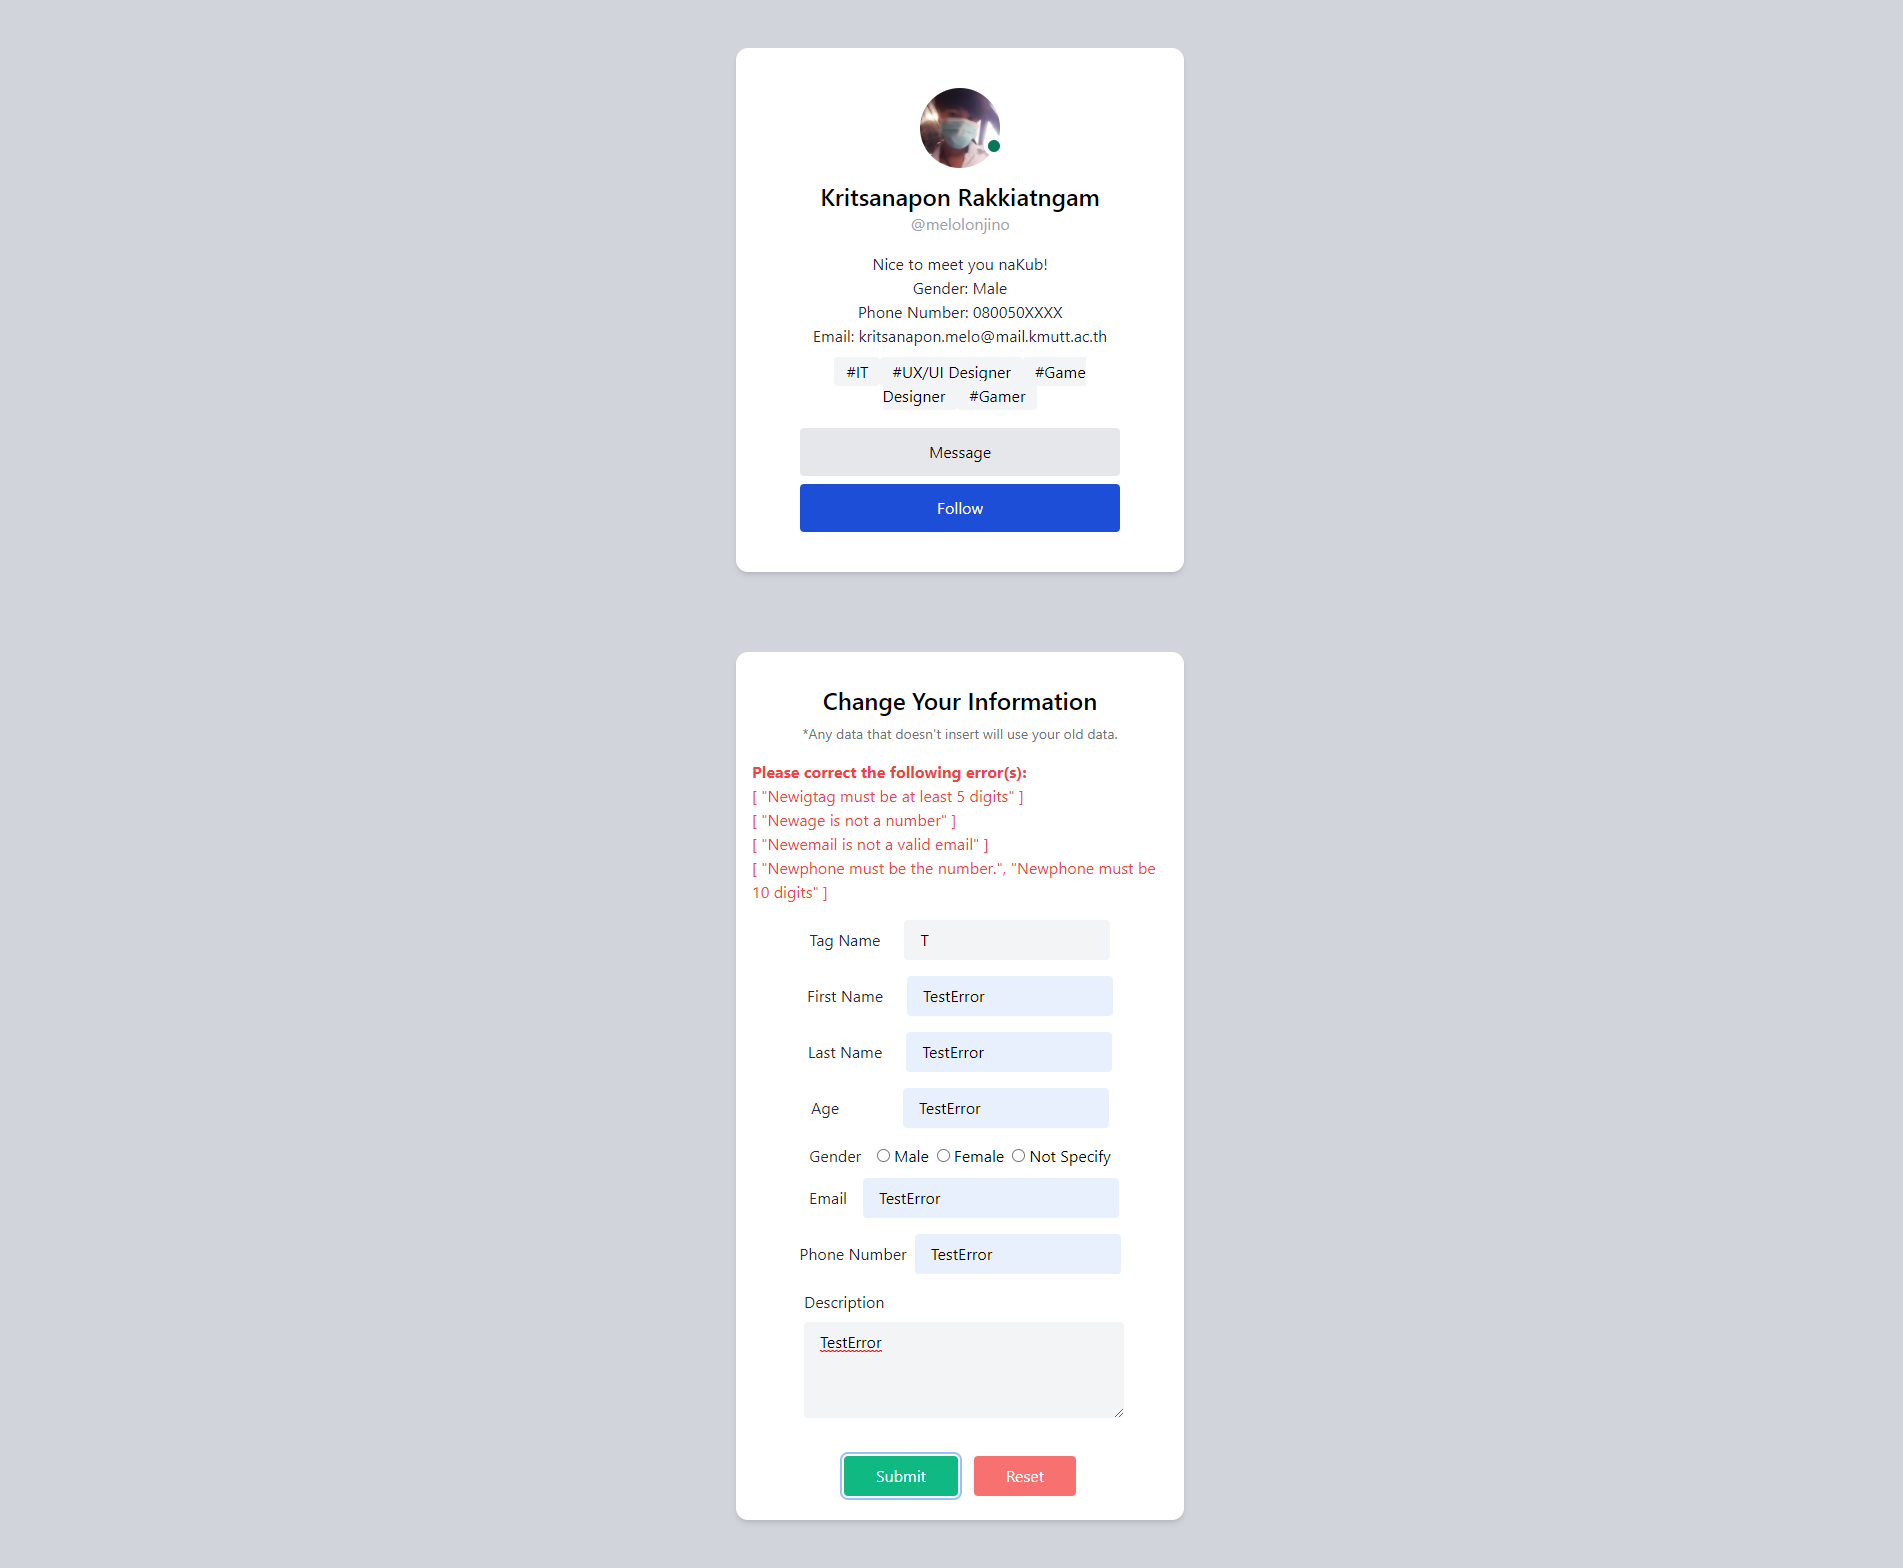 Kritsanapon Rakkiatngam
@melolonjino
Nice to meet you naKub!
Gender: Male
Phone Number: 080050XXXX
Email: kritsanapon.melo@mail.kmutt.ac.th
#IT #UX/UI Designer #Game
Designer #Gamer
Message
Follow
Change Your Information
*Any data that doesn't insert will use your old data.
Please correct the following error(s):
[ "Newigtag must be at least 5 digits" ]
[ "Newage is not a number" ]
[ "Newemail is not a valid email" ]
[ "Newphone must be the number.", "Newphone must be
10 digits" ]
Tag Name T
First Name TestError
Last Name TestError
Age TestError
Gender Male Female Not Specify
Email TestError
Phone Number TestError
Description
TestError
Submit Reset